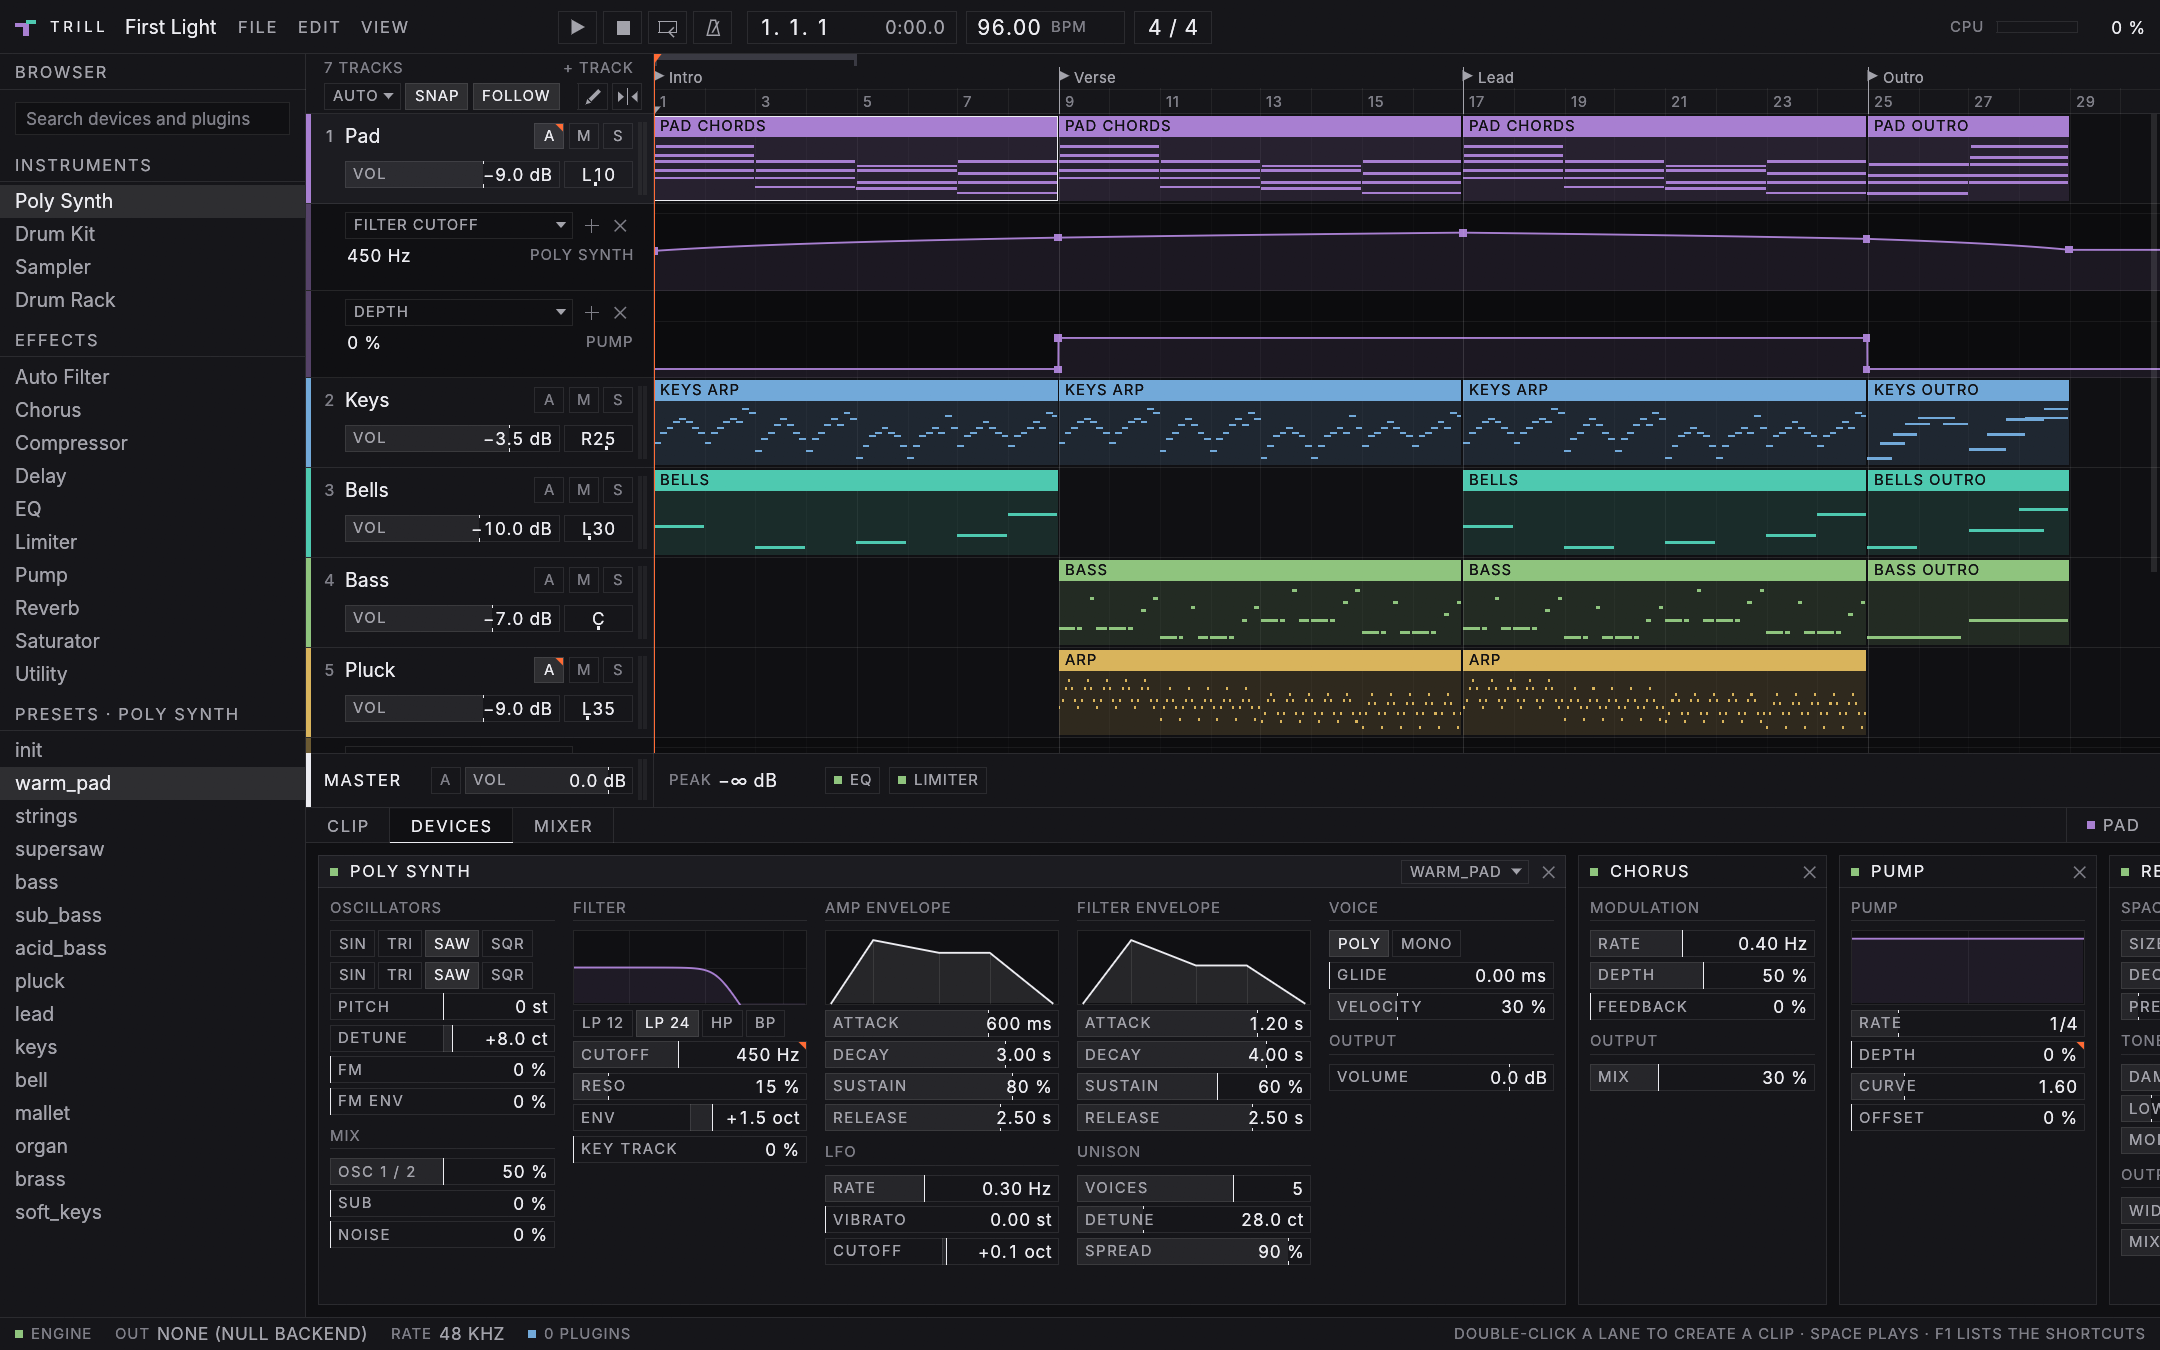 TRILL First Light FILE EDIT VIEW 1. 1. 1 0:00.0 96.00 BPM 4 / 4 CPU 0 %
BROWSER
Search devices and plugins
INSTRUMENTS
Poly Synth
Drum Kit
Sampler
Drum Rack
EFFECTS
Auto Filter
Chorus
Compressor
Delay
EQ
Limiter
Pump
Reverb
Saturator
Utility
PRESETS · POLY SYNTH
init
warm_pad
strings
supersaw
bass
sub_bass
acid_bass
pluck
lead
keys
bell
mallet
organ
brass
soft_keys
7 TRACKS + TRACK
AUTO SNAP FOLLOW
Intro Verse Lead Outro
1 3 5 7 9 11 13 15 17 19 21 23 25 27 29
1 Pad A M S
VOL −9.0 dB L10
PAD CHORDS PAD CHORDS PAD CHORDS PAD OUTRO
FILTER CUTOFF
450 Hz POLY SYNTH
DEPTH
0 % PUMP
2 Keys A M S
VOL −3.5 dB R25
KEYS ARP KEYS ARP KEYS ARP KEYS OUTRO
3 Bells A M S
VOL −10.0 dB L30
BELLS BELLS BELLS OUTRO
4 Bass A M S
VOL −7.0 dB C
BASS BASS BASS OUTRO
5 Pluck A M S
VOL −9.0 dB L35
ARP ARP
MASTER A VOL 0.0 dB PEAK −∞ dB EQ LIMITER
CLIP DEVICES MIXER PAD
POLY SYNTH WARM_PAD
OSCILLATORS
SIN TRI SAW SQR
SIN TRI SAW SQR
PITCH 0 st
DETUNE +8.0 ct
FM 0 %
FM ENV 0 %
MIX
OSC 1 / 2 50 %
SUB 0 %
NOISE 0 %
FILTER
LP 12 LP 24 HP BP
CUTOFF 450 Hz
RESO 15 %
ENV +1.5 oct
KEY TRACK 0 %
AMP ENVELOPE
ATTACK 600 ms
DECAY 3.00 s
SUSTAIN 80 %
RELEASE 2.50 s
LFO
RATE 0.30 Hz
VIBRATO 0.00 st
CUTOFF +0.1 oct
FILTER ENVELOPE
ATTACK 1.20 s
DECAY 4.00 s
SUSTAIN 60 %
RELEASE 2.50 s
UNISON
VOICES 5
DETUNE 28.0 ct
SPREAD 90 %
VOICE
POLY MONO
GLIDE 0.00 ms
VELOCITY 30 %
OUTPUT
VOLUME 0.0 dB
CHORUS
MODULATION
RATE 0.40 Hz
DEPTH 50 %
FEEDBACK 0 %
OUTPUT
MIX 30 %
PUMP
PUMP
RATE 1/4
DEPTH 0 %
CURVE 1.60
OFFSET 0 %
RE
SPAC
SIZE
DEC
PRE
TONE
DAM
LOW
MOD
OUTP
WID
MIX
ENGINE OUT NONE (NULL BACKEND) RATE 48 KHZ 0 PLUGINS DOUBLE-CLICK A LANE TO CREATE A CLIP · SPACE PLAYS · F1 LISTS THE SHORTCUTS